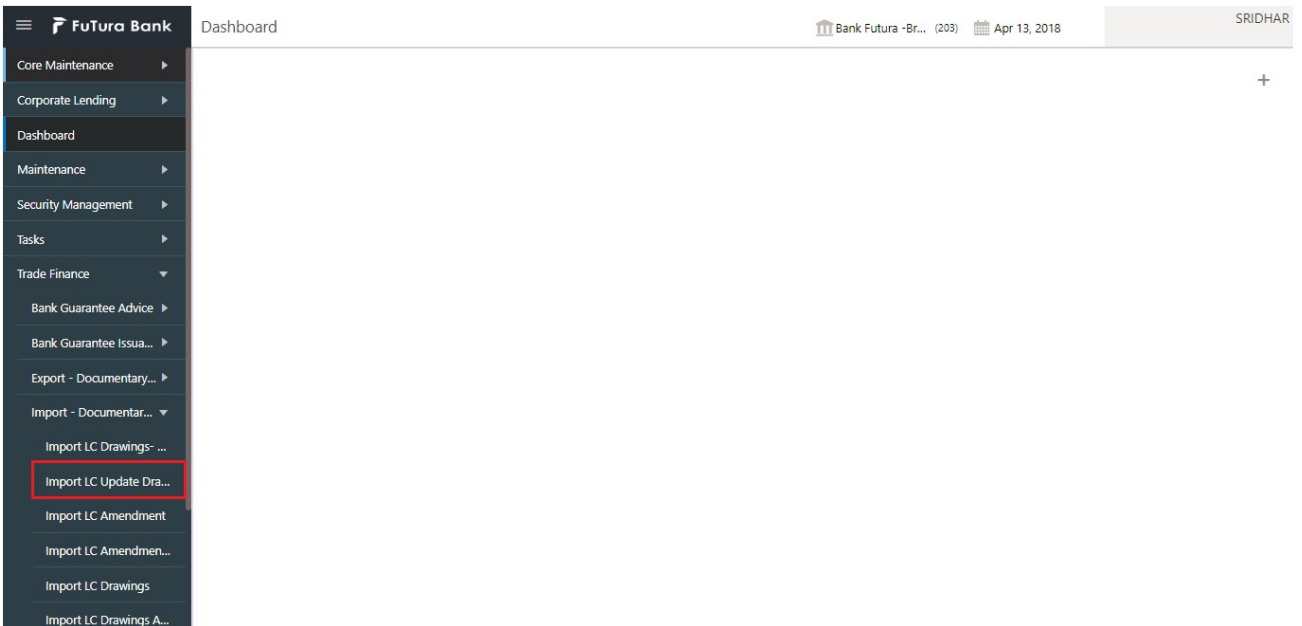 FuTura Bank
Dashboard
Bank Futura -Br... (203)
Apr 13, 2018
SRIDHAR
Core Maintenance
Corporate Lending
Dashboard
Maintenance
Security Management
Tasks
Trade Finance
Bank Guarantee Advice
Bank Guarantee Issua...
Export - Documentary...
Import - Documentar...
Import LC Drawings- ...
Import LC Update Dra...
Import LC Amendment
Import LC Amendmen...
Import LC Drawings
Import LC Drawings A...